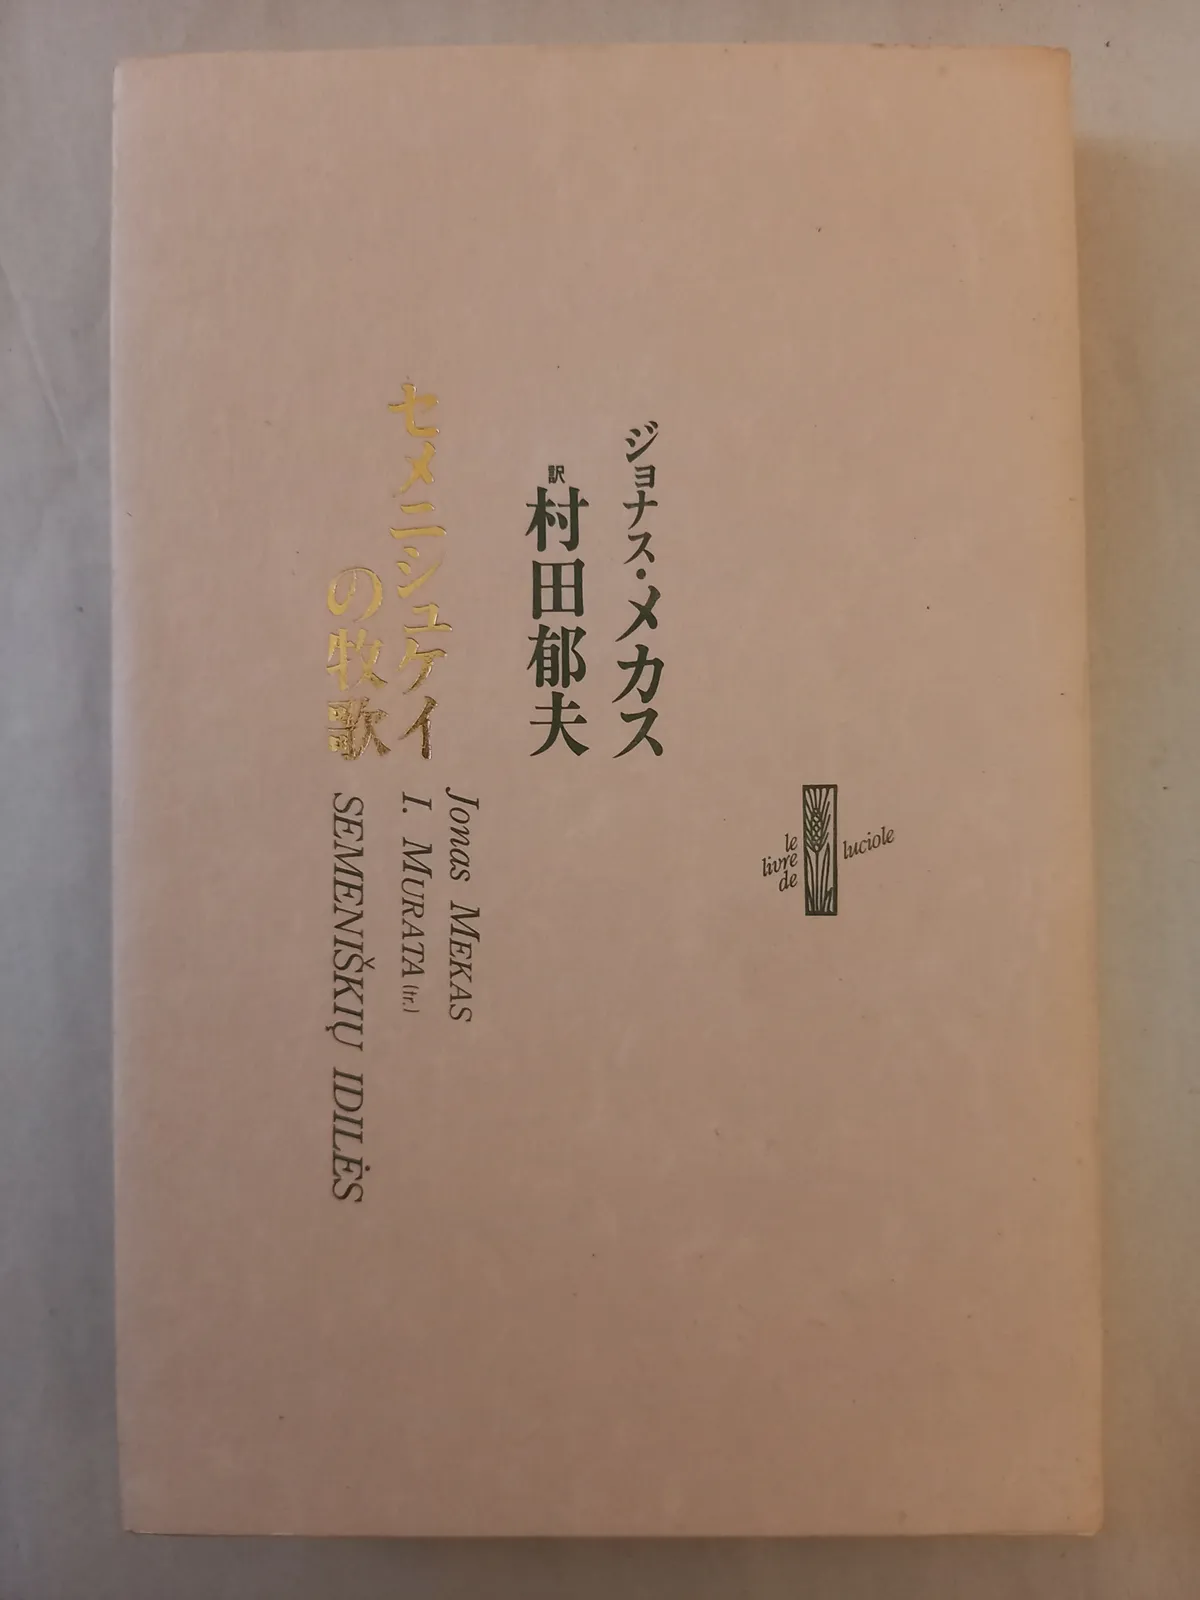 ジョナス・メカス
訳 村田郁夫
セメニシュケイ
の牧歌
Jonas MEKAS
I. MURATA (tr.)
SEMENIŠKIŲ IDILĖS
le
livre
de
luciole